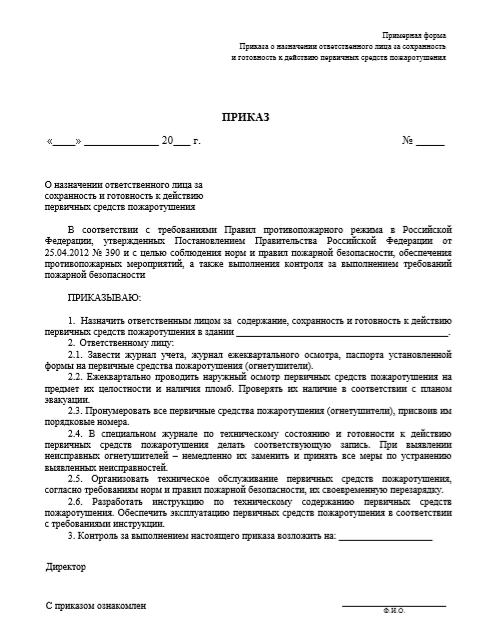 Примерная форма
Приказа о назначении ответственного лица за сохранность
и готовность к действию первичных средств пожаротушения
ПРИКАЗ
«____» _____________ 20___ г. № _____
О назначении ответственного лица за
сохранность и готовность к действию
первичных средств пожаротушения
В соответствии с требованиями Правил противопожарного режима в Российской
Федерации, утвержденных Постановлением Правительства Российской Федерации от
25.04.2012 № 390 и с целью соблюдения норм и правил пожарной безопасности, обеспечения
противопожарных мероприятий, а также выполнения контроля за выполнением требований
пожарной безопасности
ПРИКАЗЫВАЮ:
1. Назначить ответственным лицом за содержание, сохранность и готовность к действию
первичных средств пожаротушения в здании ___________________________________________.
2. Ответственному лицу:
2.1. Завести журнал учета, журнал ежеквартального осмотра, паспорта установленной
формы на первичные средства пожаротушения (огнетушители).
2.2. Ежеквартально проводить наружный осмотр первичных средств пожаротушения на
предмет их целостности и наличия пломб. Проверять их наличие в соответствии с планом
эвакуации.
2.3. Пронумеровать все первичные средства пожаротушения (огнетушители), присвоив им
порядковые номера.
2.4. В специальном журнале по техническому состоянию и готовности к действию
первичных средств пожаротушения делать соответствующую запись. При выявлении
неисправных огнетушителей – немедленно их заменить и принять все меры по устранению
выявленных неисправностей.
2.5. Организовать техническое обслуживание первичных средств пожаротушения,
согласно требованиям норм и правил пожарной безопасности, их своевременную перезарядку.
2.6. Разработать инструкцию по техническому содержанию первичных средств
пожаротушения. Обеспечить эксплуатацию первичных средств пожаротушения в соответствии
с требованиями инструкции.
3. Контроль за выполнением настоящего приказа возложить на: ___________________
Директор
С приказом ознакомлен _____________________
Ф.И.О.